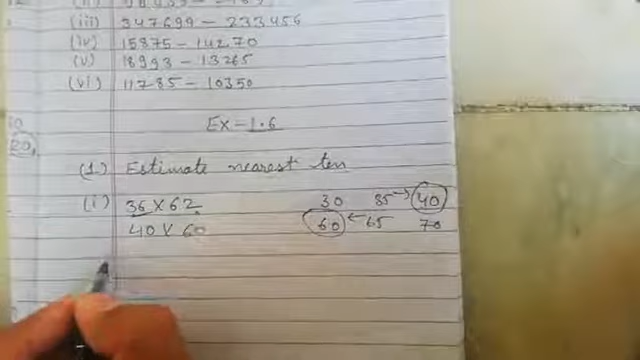 (iii) 347699 - 233456
(iv) 15875 - 14270
(v) 18993 - 13265
(vi) 11785 - 10350
Ex - 1.6
(1) Estimate nearest ten
(i) 36 X 62 30 35 → 40
40 X 60 60 ← 65 70